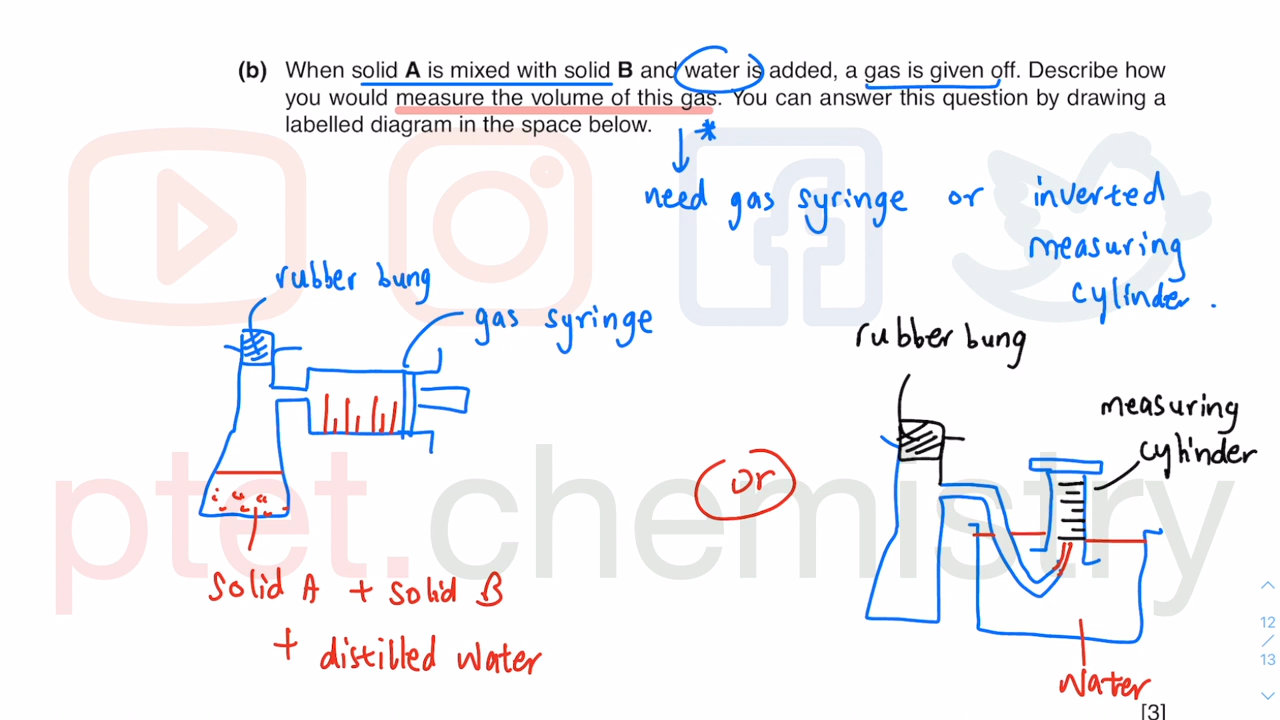 (b) When solid A is mixed with solid B and water is added, a gas is given off. Describe how
you would measure the volume of this gas. You can answer this question by drawing a
labelled diagram in the space below.
*
need gas syringe or inverted
measuring
cylinder.
rubber bung
gas syringe
rubber bung
measuring
cylinder
or
ptet.chemistry
solid A + solid B
+ distilled water
water
12
/
13
[3]